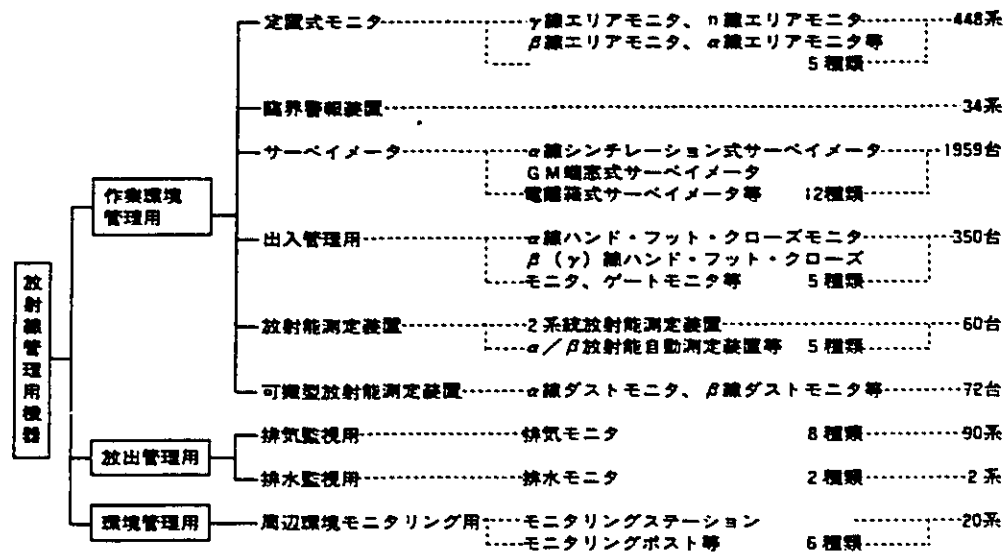 放射線管理用機器
作業環境
管理用
定置式モニタ
γ線エリアモニタ、n線エリアモニタ
448系
β線エリアモニタ、α線エリアモニタ等
5種類
臨界警報装置
34系
サーベイメータ
α線シンチレーション式サーベイメータ
1959台
GM端窓式サーベイメータ
電離箱式サーベイメータ等 12種類
出入管理用
α線ハンド・フット・クローズモニタ
350台
β(γ)線ハンド・フット・クローズ
モニタ、ゲートモニタ等 5種類
放射能測定装置
2系統放射能測定装置
60台
α/β放射能自動測定装置等 5種類
可搬型放射能測定装置
α線ダストモニタ、β線ダストモニタ等
72台
放出管理用
排気監視用
排気モニタ 8種類
90系
排水監視用
排水モニタ 2種類
2系
環境管理用
周辺環境モニタリング用
モニタリングステーション
20系
モニタリングポスト等 6種類